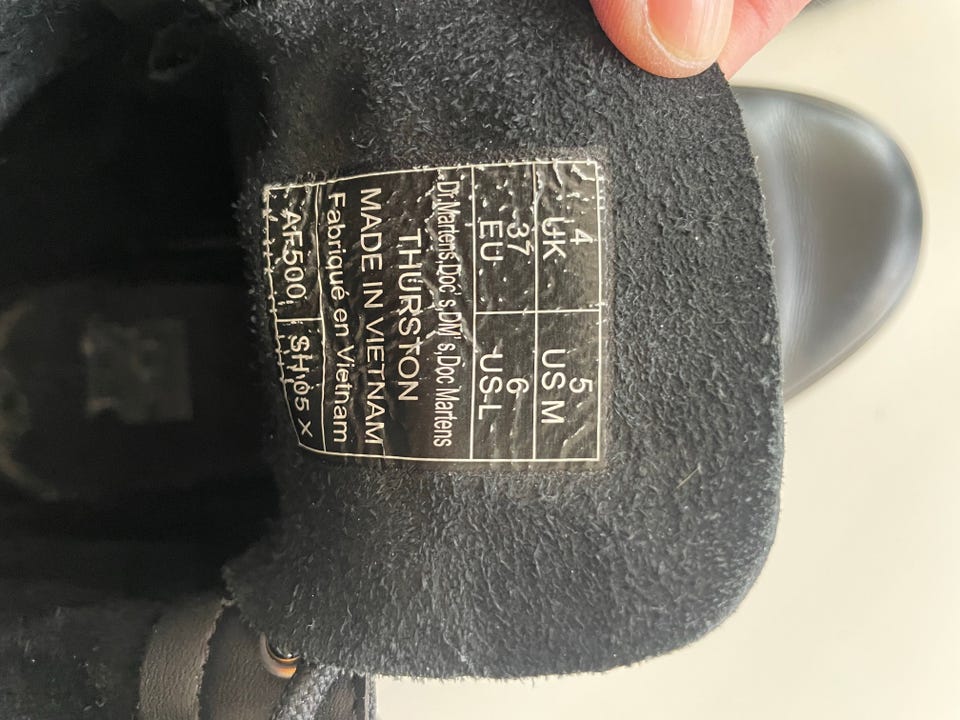 4 5
UK US M
37 6
EU US-L
Dr.Martens,Doc's,DM's,Doc Martens
THURSTON
MADE IN VIETNAM
Fabriqué en Vietnam
AF500 SH 05 X